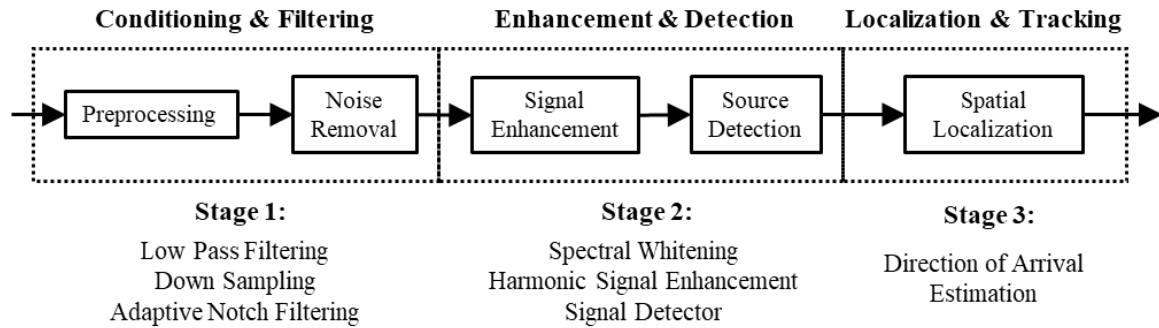 Conditioning & Filtering
Enhancement & Detection
Localization & Tracking
Preprocessing
Noise
Removal
Signal
Enhancement
Source
Detection
Spatial
Localization
Stage 1:
Low Pass Filtering
Down Sampling
Adaptive Notch Filtering
Stage 2:
Spectral Whitening
Harmonic Signal Enhancement
Signal Detector
Stage 3:
Direction of Arrival
Estimation